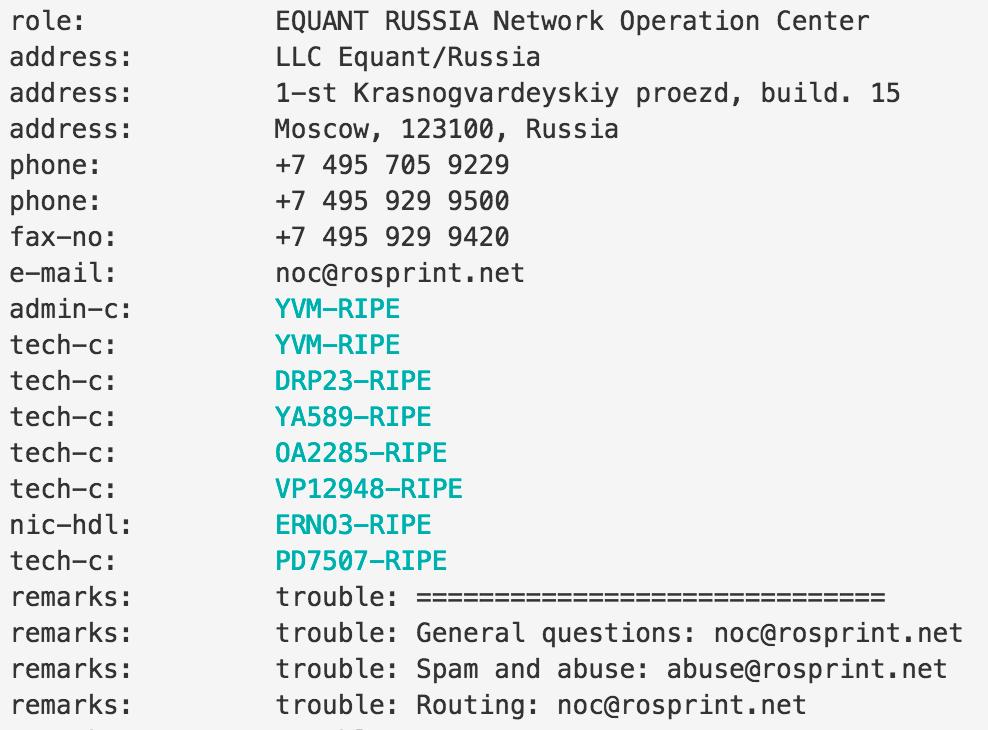 role: EQUANT RUSSIA Network Operation Center
address: LLC Equant/Russia
address: 1-st Krasnogvardeyskiy proezd, build. 15
address: Moscow, 123100, Russia
phone: +7 495 705 9229
phone: +7 495 929 9500
fax-no: +7 495 929 9420
e-mail: noc@rosprint.net
admin-c: YVM-RIPE
tech-c: YVM-RIPE
tech-c: DRP23-RIPE
tech-c: YA589-RIPE
tech-c: OA2285-RIPE
tech-c: VP12948-RIPE
nic-hdl: ERNO3-RIPE
tech-c: PD7507-RIPE
remarks: trouble: ==============================
remarks: trouble: General questions: noc@rosprint.net
remarks: trouble: Spam and abuse: abuse@rosprint.net
remarks: trouble: Routing: noc@rosprint.net